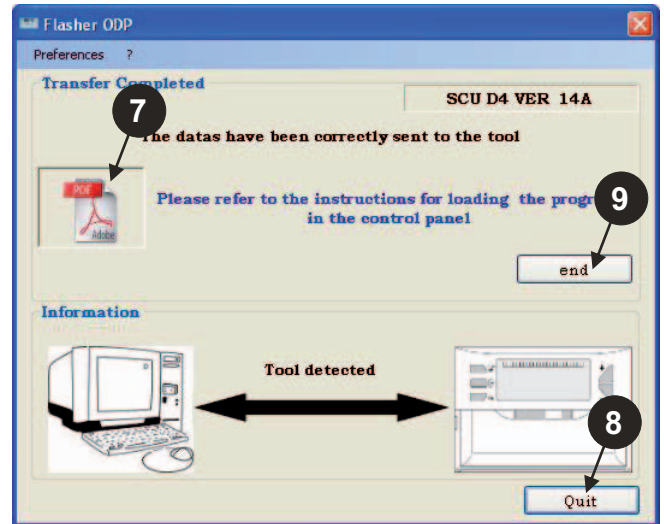 Flasher ODP
Preferences ?
Transfer Completed
SCU D4 VER 14A
7
The datas have been correctly sent to the tool
PDF
Adobe
Please refer to the instructions for loading the
in the control panel
9
end
Information
Tool detected
8
Quit